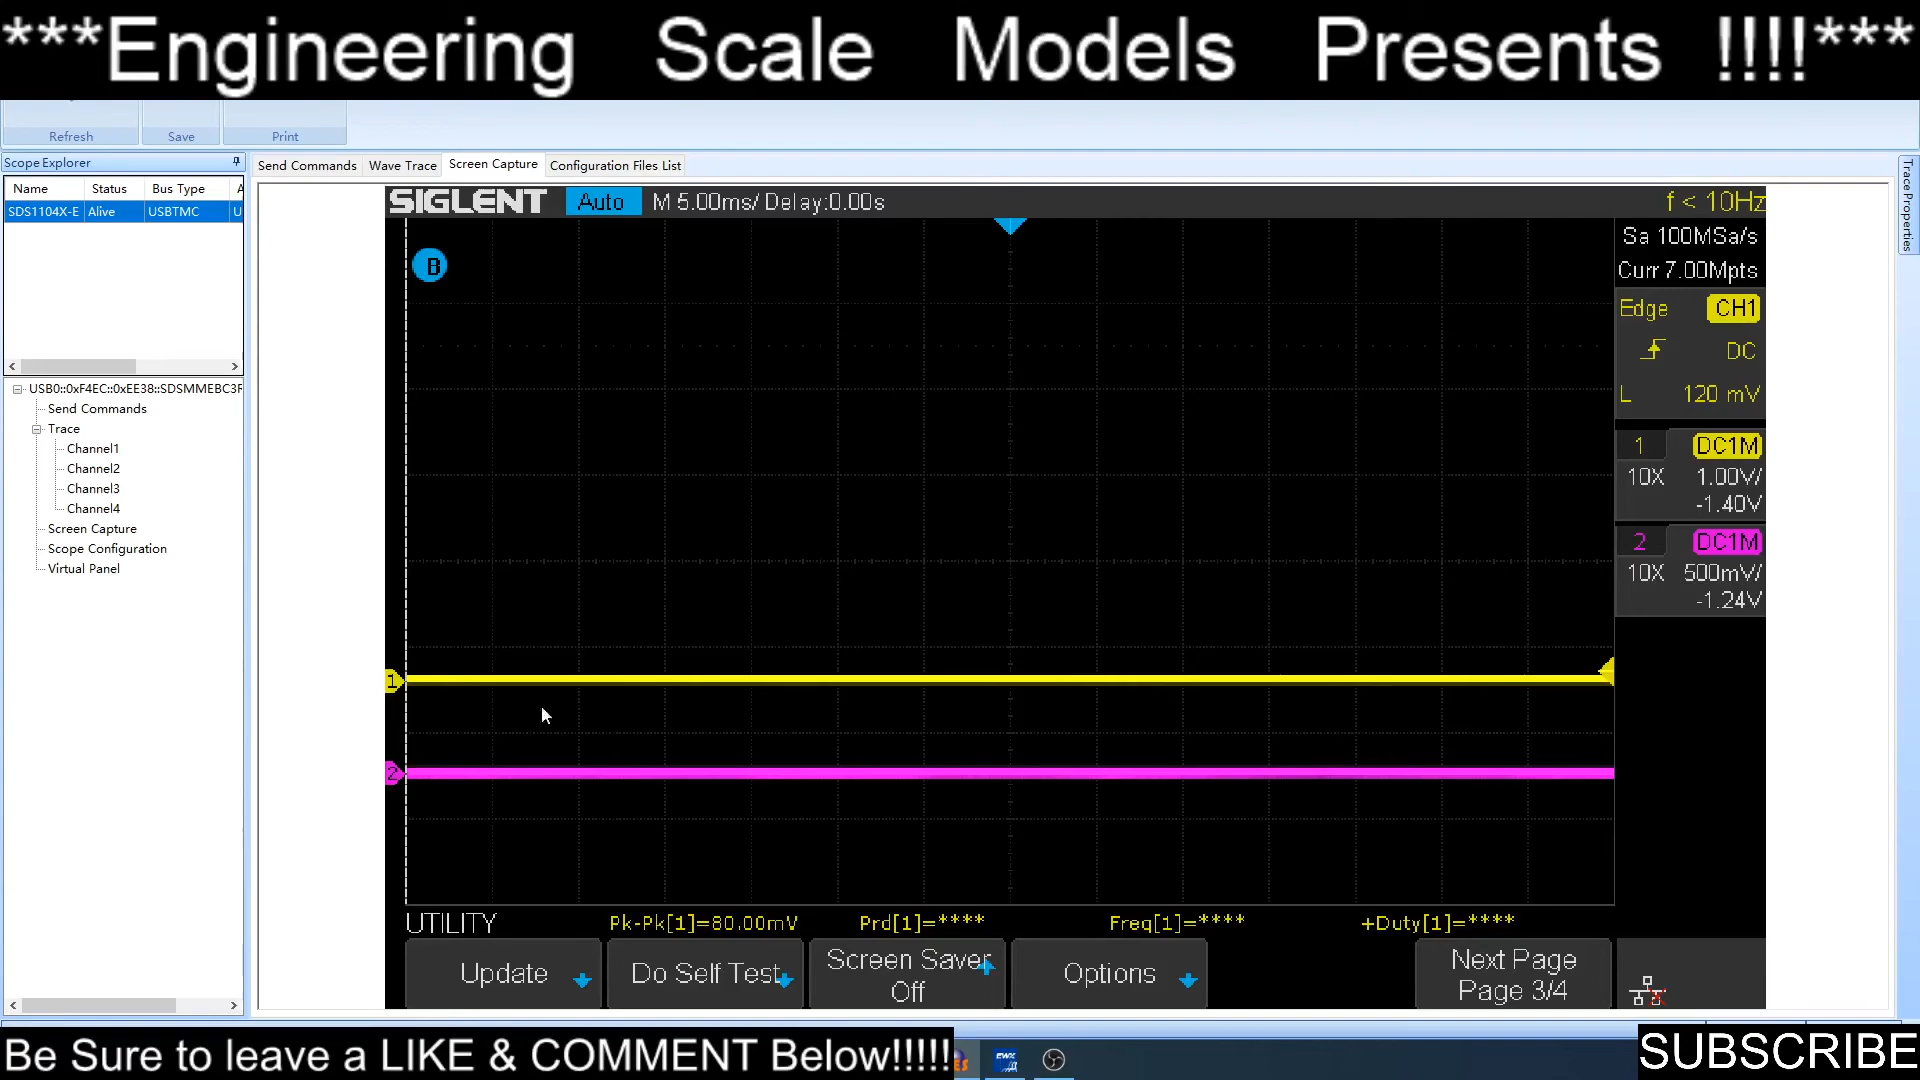 ***Engineering Scale Models Presents !!!!***
Refresh Save Print
Scope Explorer
Send Commands Wave Trace Screen Capture Configuration Files List
Trace Properties
Name Status Bus Type A
SDS1104X-E Alive USBTMC U
USB0::0xF4EC::0xEE38::SDSMMEBC3R
Send Commands
Trace
Channel1
Channel2
Channel3
Channel4
Screen Capture
Scope Configuration
Virtual Panel
SIGLENT Auto M 5.00ms/ Delay:0.00s f < 10Hz
B
Sa 100MSa/s
Curr 7.00Mpts
Edge CH1
DC
L 120 mV
1 DC1M
10X 1.00V/
-1.40V
2 DC1M
10X 500mV/
-1.24V
1
2
UTILITY Pk-Pk[1]=80.00mV Prd[1]=**** Freq[1]=**** +Duty[1]=****
Update
Do Self Test
Screen Saver
Off
Options
Next Page
Page 3/4
Be Sure to leave a LIKE & COMMENT Below!!!!! SUBSCRIBE